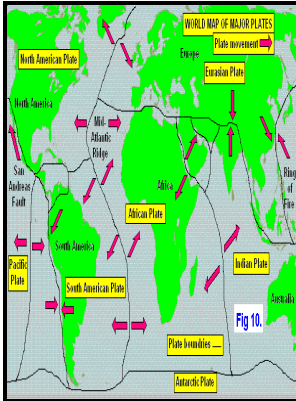 WORLD MAP OF MAJOR PLATES
Plate movement
North American Plate
Europe
Eurasian Plate
North America
Mid-
Atlantic
Ridge
San
Andreas
Fault
Africa
Ring
of
Fire
African Plate
South America
Pacific
Plate
South American Plate
Indian Plate
Australia
Fig 10.
Plate boundries
Antarctic Plate